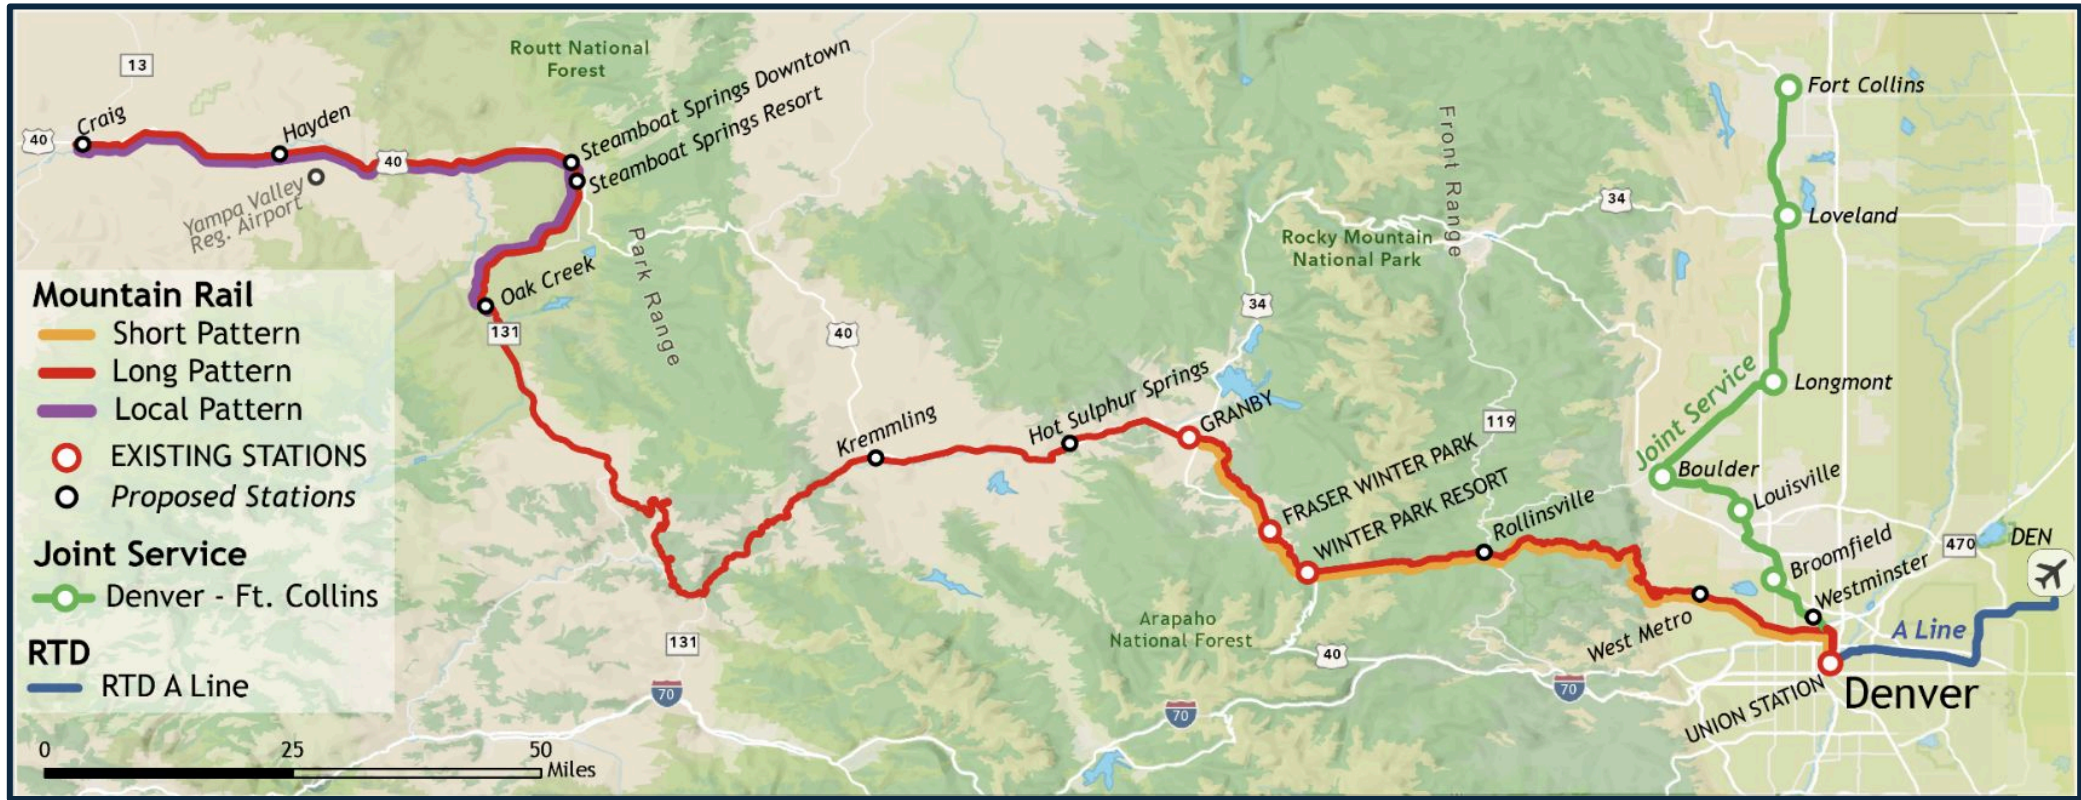 Routt National
Forest
13
Craig
Hayden
Steamboat Springs Downtown
Steamboat Springs Resort
40
40
Yampa Valley
Reg. Airport
Park Range
Oak Creek
131
40
34
Front Range
Rocky Mountain
National Park
34
Fort Collins
Loveland
Longmont
Joint Service
Boulder
Louisville
Broomfield
Westminster
470
DEN
A Line
119
Kremmling
Hot Sulphur Springs
GRANBY
FRASER WINTER PARK
WINTER PARK RESORT
Rollinsville
West Metro
UNION STATION
Denver
Arapaho
National Forest
40
131
70
70
70
Mountain Rail
Short Pattern
Long Pattern
Local Pattern
EXISTING STATIONS
Proposed Stations
Joint Service
Denver - Ft. Collins
RTD
RTD A Line
0 25 50
Miles